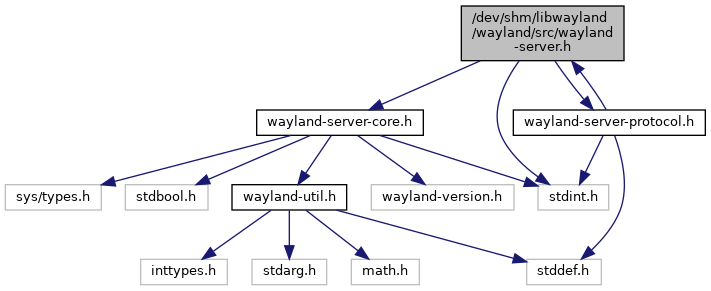 /dev/shm/libwayland
/wayland/src/wayland
-server.h
wayland-server-core.h
wayland-server-protocol.h
sys/types.h
stdbool.h
wayland-util.h
wayland-version.h
stdint.h
inttypes.h
stdarg.h
math.h
stddef.h